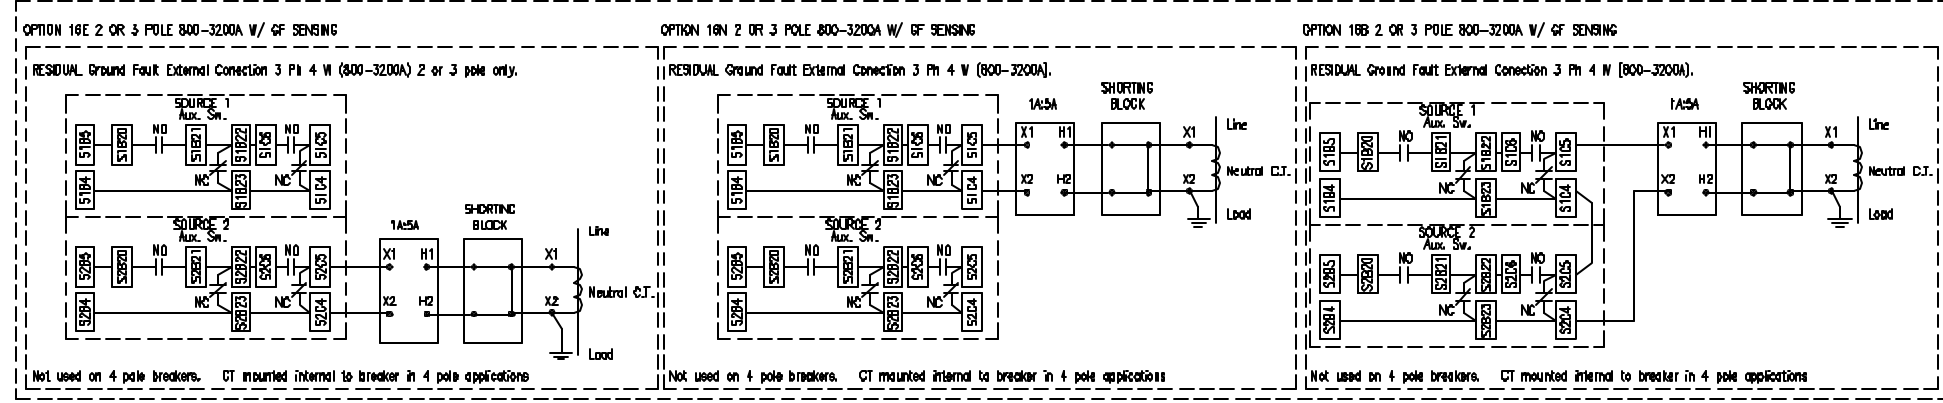 OPTION 16E 2 OR 3 POLE 800-3200A W/ GF SENSING
RESIDUAL Ground Fault External Conection 3 Ph 4 W (800-3200A) 2 or 3 pole only.
SOURCE 1
Aux. Sw.
NO NO
S1B5 S1B20 S1B21 S1B22 S1C6 S1C5
NC NC
S1B4 S1B23 S1C4
SOURCE 2
Aux. Sw.
NO NO
S2B5 S2B20 S2B21 S2B22 S2C6 S2C5
NC NC
S2B4 S2B23 S2C4
1A:5A
SHORTING
BLOCK
X1 H1 X1
X2 H2 X2
Line
Neutral C.T.
Load
Not used on 4 pole breakers. CT mounted internal to breaker in 4 pole applications
OPTION 16N 2 OR 3 POLE 800-3200A W/ GF SENSING
RESIDUAL Ground Fault External Conection 3 Ph 4 W (800-3200A).
SOURCE 1
Aux. Sw.
NO NO
S1B5 S1B20 S1B21 S1B22 S1C6 S1C5
NC NC
S1B4 S1B23 S1C4
1A:5A
SHORTING
BLOCK
X1 H1 X1
X2 H2 X2
Line
Neutral C.T.
Load
SOURCE 2
Aux. Sw.
NO NO
S2B5 S2B20 S2B21 S2B22 S2C6 S2C5
NC NC
S2B4 S2B23 S2C4
Not used on 4 pole breakers. CT mounted internal to breaker in 4 pole applications
OPTION 16B 2 OR 3 POLE 800-3200A W/ GF SENSING
RESIDUAL Ground Fault External Conection 3 Ph 4 W (800-3200A).
SOURCE 1
Aux. Sw.
NO NO
S1B5 S1B20 S1B21 S1B22 S1C6 S1C5
NC NC
S1B4 S1B23 S1C4
1A:5A
SHORTING
BLOCK
X1 H1 X1
X2 H2 X2
Line
Neutral C.T.
Load
SOURCE 2
Aux. Sw.
NO NO
S2B5 S2B20 S2B21 S2B22 S2C6 S2C5
NC NC
S2B4 S2B23 S2C4
Not used on 4 pole breakers. CT mounted internal to breaker in 4 pole applications